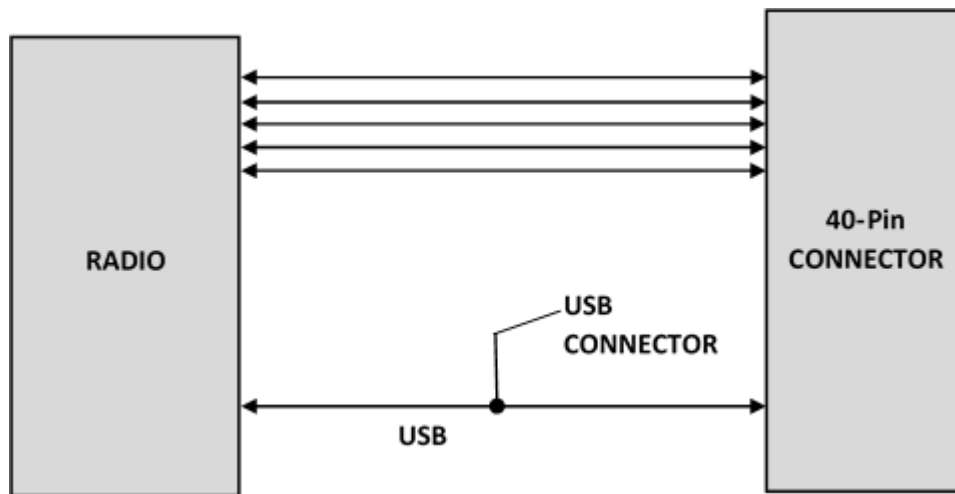 RADIO
40-Pin
CONNECTOR
USB
CONNECTOR
USB